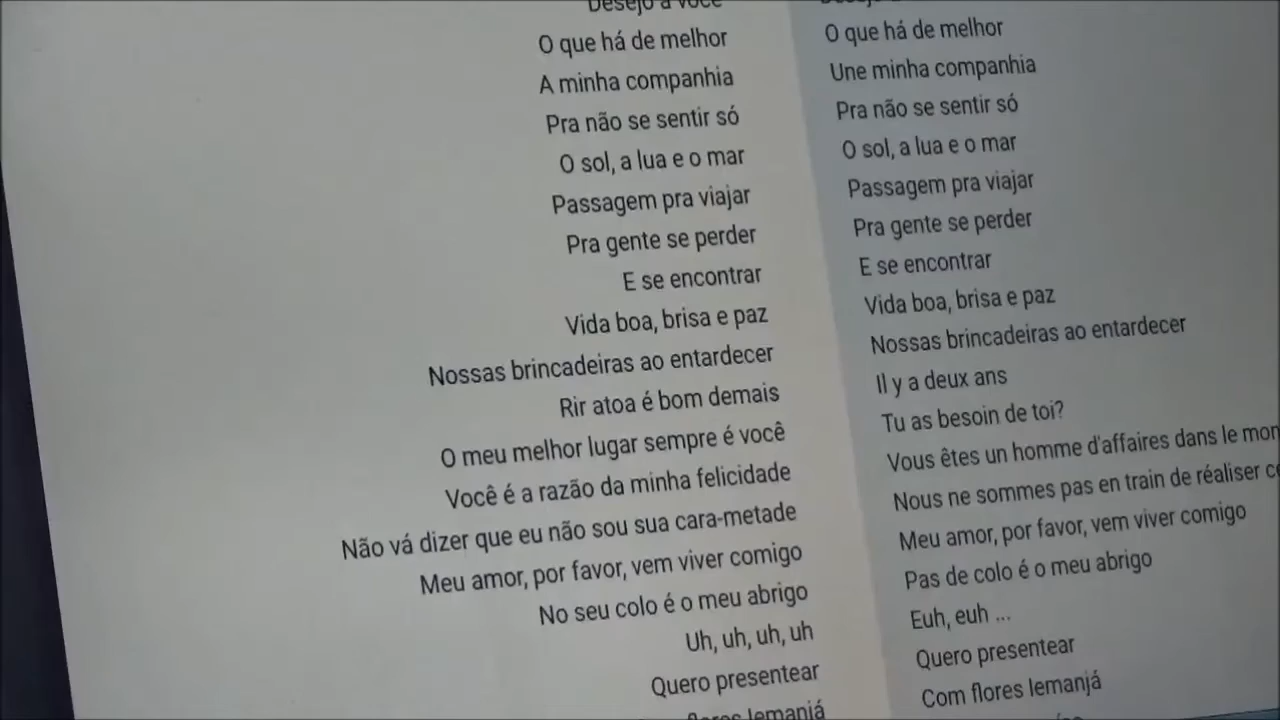 Desejo a você
O que há de melhor
A minha companhia
Pra não se sentir só
O sol, a lua e o mar
Passagem pra viajar
Pra gente se perder
E se encontrar
Vida boa, brisa e paz
Nossas brincadeiras ao entardecer
Rir atoa é bom demais
O meu melhor lugar sempre é você
Você é a razão da minha felicidade
Não vá dizer que eu não sou sua cara-metade
Meu amor, por favor, vem viver comigo
No seu colo é o meu abrigo
Uh, uh, uh, uh
Quero presentear
flores Iemanjá
O que há de melhor
Une minha companhia
Pra não se sentir só
O sol, a lua e o mar
Passagem pra viajar
Pra gente se perder
E se encontrar
Vida boa, brisa e paz
Nossas brincadeiras ao entardecer
Il y a deux ans
Tu as besoin de toi?
Vous êtes un homme d'affaires dans le
Nous ne sommes pas en train de réaliser
Meu amor, por favor, vem viver comigo
Pas de colo é o meu abrigo
Euh, euh ...
Quero presentear
Com flores Iemanjá